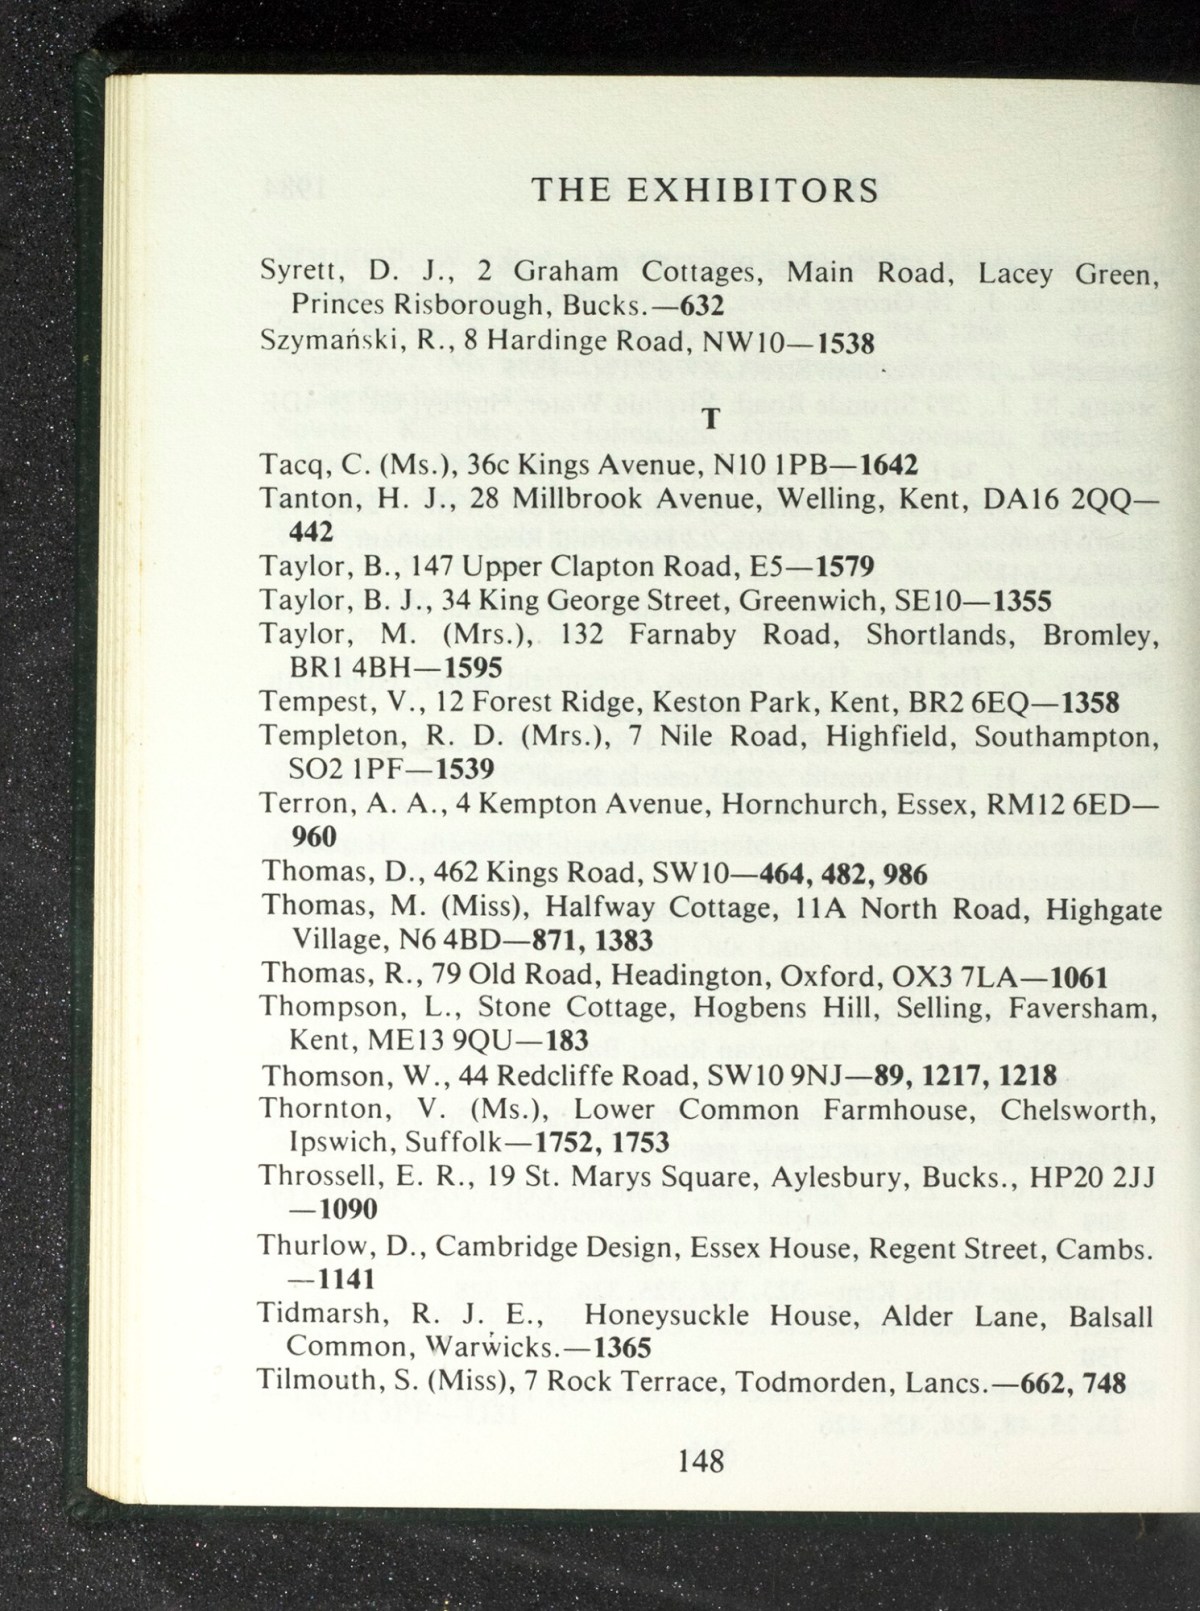 THE EXHIBITORS
Syrett, D. J., 2 Graham Cottages, Main Road, Lacey Green,
Princes Risborough, Bucks.—632
Szymański, R., 8 Hardinge Road, NW10—1538
T
Tacq, C. (Ms.), 36c Kings Avenue, N10 1PB—1642
Tanton, H. J., 28 Millbrook Avenue, Welling, Kent, DA16 2QQ—
442
Taylor, B., 147 Upper Clapton Road, E5—1579
Taylor, B. J., 34 King George Street, Greenwich, SE10—1355
Taylor, M. (Mrs.), 132 Farnaby Road, Shortlands, Bromley,
BR1 4BH—1595
Tempest, V., 12 Forest Ridge, Keston Park, Kent, BR2 6EQ—1358
Templeton, R. D. (Mrs.), 7 Nile Road, Highfield, Southampton,
SO2 1PF—1539
Terron, A. A., 4 Kempton Avenue, Hornchurch, Essex, RM12 6ED—
960
Thomas, D., 462 Kings Road, SW10—464, 482, 986
Thomas, M. (Miss), Halfway Cottage, 11A North Road, Highgate
Village, N6 4BD—871, 1383
Thomas, R., 79 Old Road, Headington, Oxford, OX3 7LA—1061
Thompson, L., Stone Cottage, Hogbens Hill, Selling, Faversham,
Kent, ME13 9QU—183
Thomson, W., 44 Redcliffe Road, SW10 9NJ—89, 1217, 1218
Thornton, V. (Ms.), Lower Common Farmhouse, Chelsworth,
Ipswich, Suffolk—1752, 1753
Throssell, E. R., 19 St. Marys Square, Aylesbury, Bucks., HP20 2JJ
—1090
Thurlow, D., Cambridge Design, Essex House, Regent Street, Cambs.
—1141
Tidmarsh, R. J. E., Honeysuckle House, Alder Lane, Balsall
Common, Warwicks.—1365
Tilmouth, S. (Miss), 7 Rock Terrace, Todmorden, Lancs.—662, 748
148